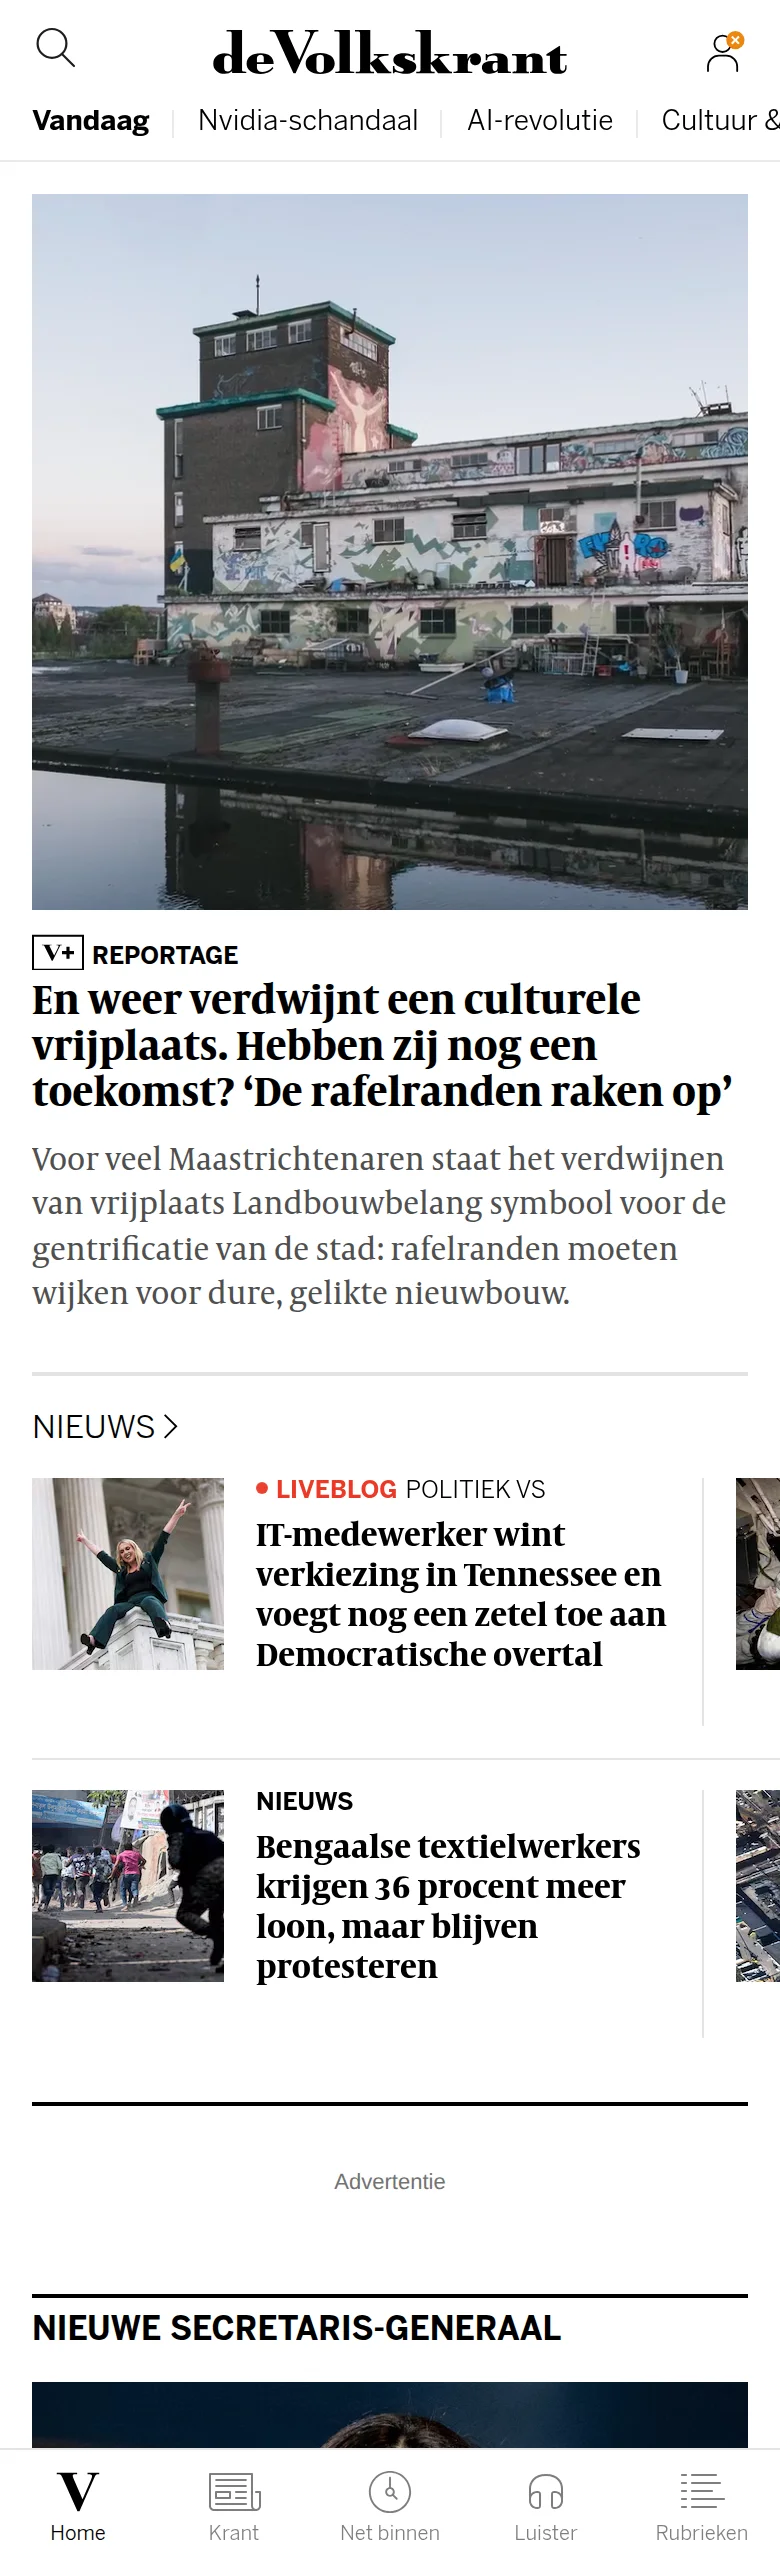 deVolkskrant
Vandaag
Nvidia-schandaal
AI-revolutie
Cultuur &
V+ REPORTAGE
En weer verdwijnt een culturele
vrijplaats. Hebben zij nog een
toekomst? ‘De rafelranden raken op’
Voor veel Maastrichtenaren staat het verdwijnen
van vrijplaats Landbouwbelang symbool voor de
gentrificatie van de stad: rafelranden moeten
wijken voor dure, gelikte nieuwbouw.
NIEUWS
LIVEBLOG POLITIEK VS
IT-medewerker wint
verkiezing in Tennessee en
voegt nog een zetel toe aan
Democratische overtal
NIEUWS
Bengaalse textielwerkers
krijgen 36 procent meer
loon, maar blijven
protesteren
Advertentie
NIEUWE SECRETARIS-GENERAAL
V
Home
Krant
Net binnen
Luister
Rubrieken